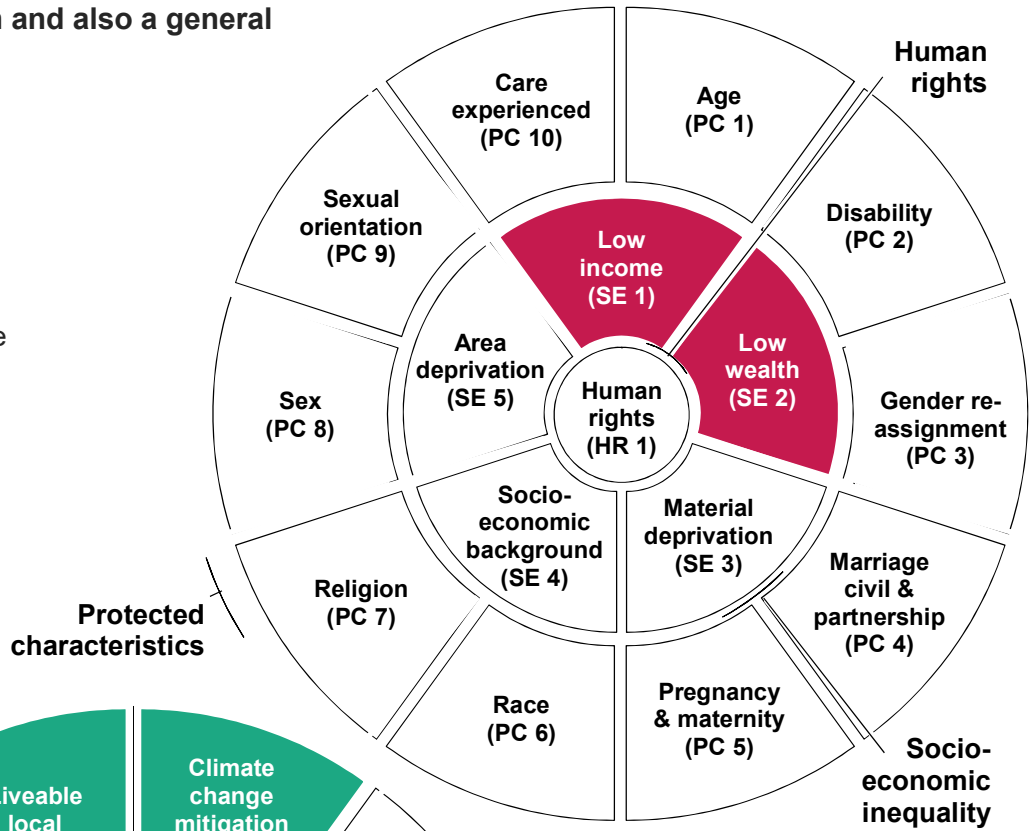 and also a general
Human
rights
Care
experienced
(PC 10)
Age
(PC 1)
Sexual
orientation
(PC 9)
Disability
(PC 2)
Low
income
(SE 1)
Area
deprivation
(SE 5)
Low
wealth
(SE 2)
Sex
(PC 8)
Human
rights
(HR 1)
Gender re-
assignment
(PC 3)
Socio-
economic
background
(SE 4)
Material
deprivation
(SE 3)
Religion
(PC 7)
Marriage
civil &
partnership
(PC 4)
Protected
characteristics
Race
(PC 6)
Pregnancy
& maternity
(PC 5)
Socio-
economic
inequality
Liveable
local
Climate
change
mitigation